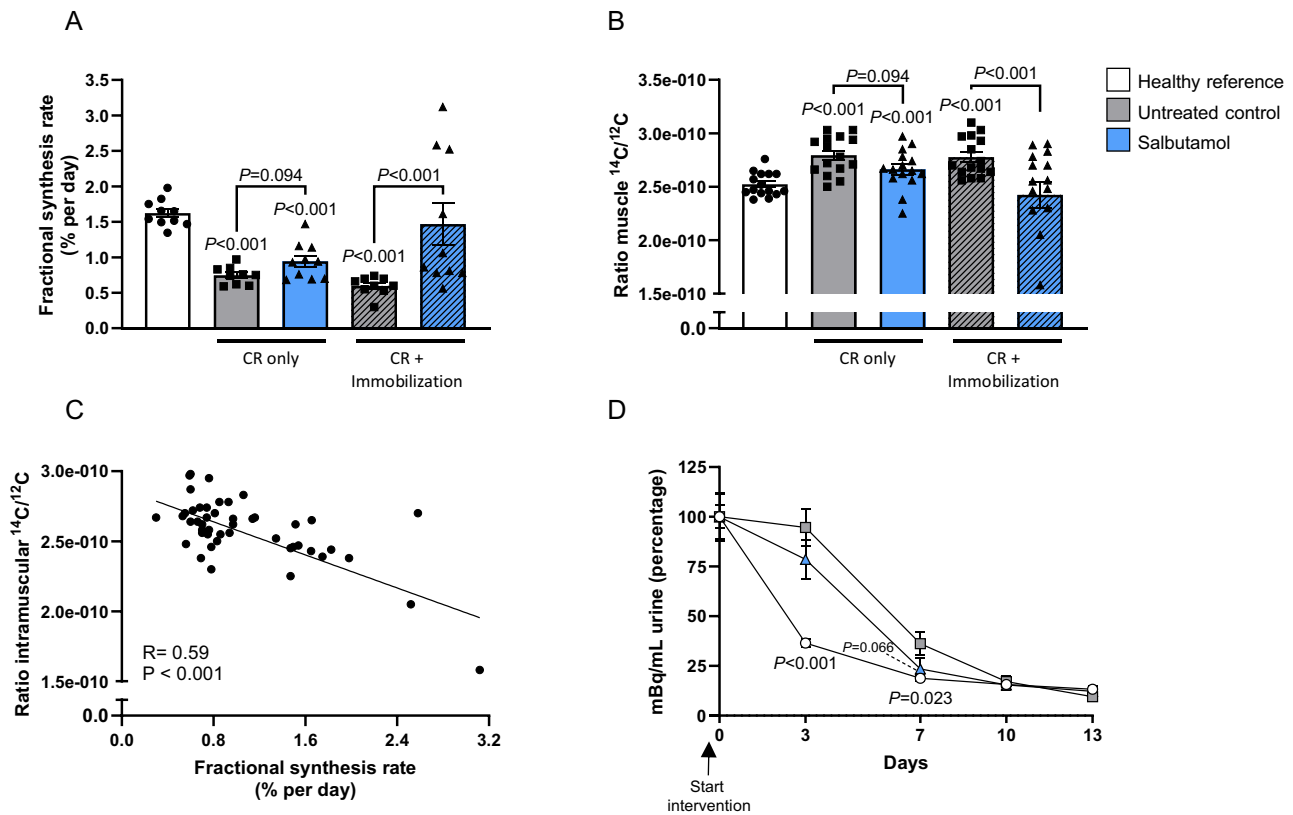 A
Fractional synthesis rate
(% per day)
3.5
3.0
2.5
2.0
1.5
1.0
0.5
0.0
P=0.094
P<0.001
P<0.001
P<0.001
P<0.001
CR only
CR +
Immobilization
B
Ratio muscle ¹⁴C/¹²C
3.5e-010
3.0e-010
2.5e-010
2.0e-010
1.5e-010
0.0
P=0.094
P<0.001
P<0.001
P<0.001
P<0.001
CR only
CR +
Immobilization
Healthy reference
Untreated control
Salbutamol
C
Ratio intramuscular ¹⁴C/¹²C
3.0e-010
2.5e-010
2.0e-010
1.5e-010
0.0
R= 0.59
P < 0.001
0.0
0.8
1.6
2.4
3.2
Fractional synthesis rate
(% per day)
D
mBq/mL urine (percentage)
125
100
75
50
25
0
P<0.001
P=0.066
P=0.023
0
3
7
10
13
Days
Start
intervention